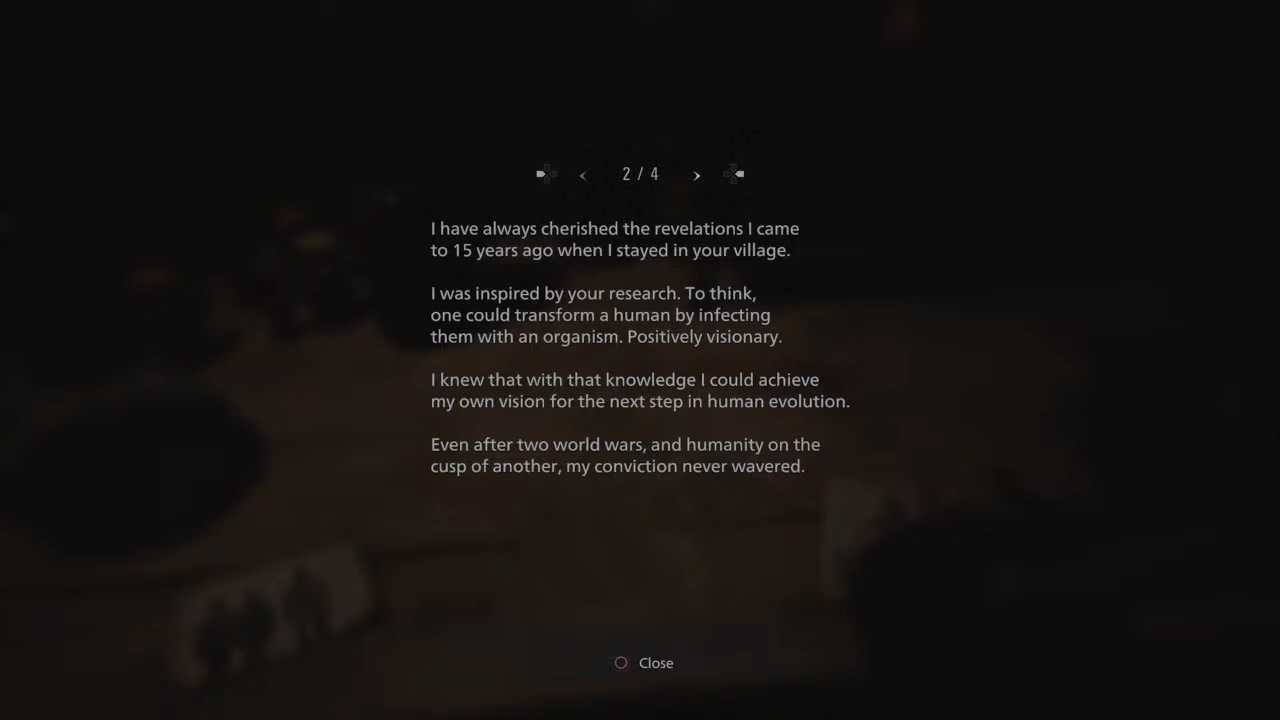 2 / 4
I have always cherished the revelations I came
to 15 years ago when I stayed in your village.
I was inspired by your research. To think,
one could transform a human by infecting
them with an organism. Positively visionary.
I knew that with that knowledge I could achieve
my own vision for the next step in human evolution.
Even after two world wars, and humanity on the
cusp of another, my conviction never wavered.
Close